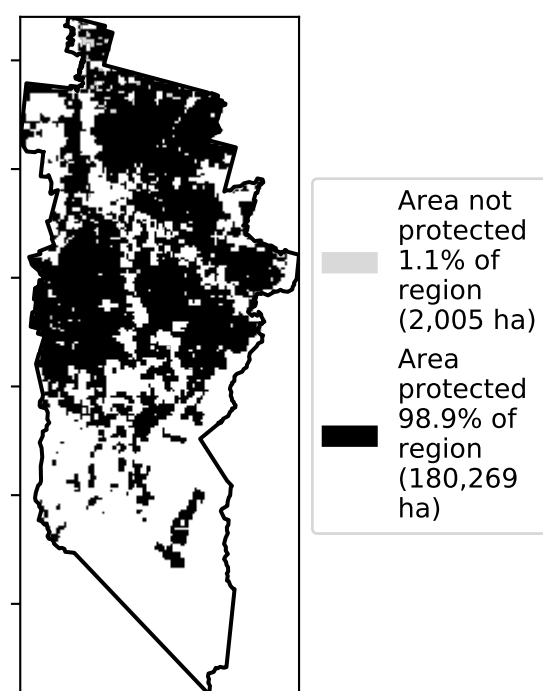 Area not
protected
1.1% of
region
(2,005 ha)
Area
protected
98.9% of
region
(180,269
ha)